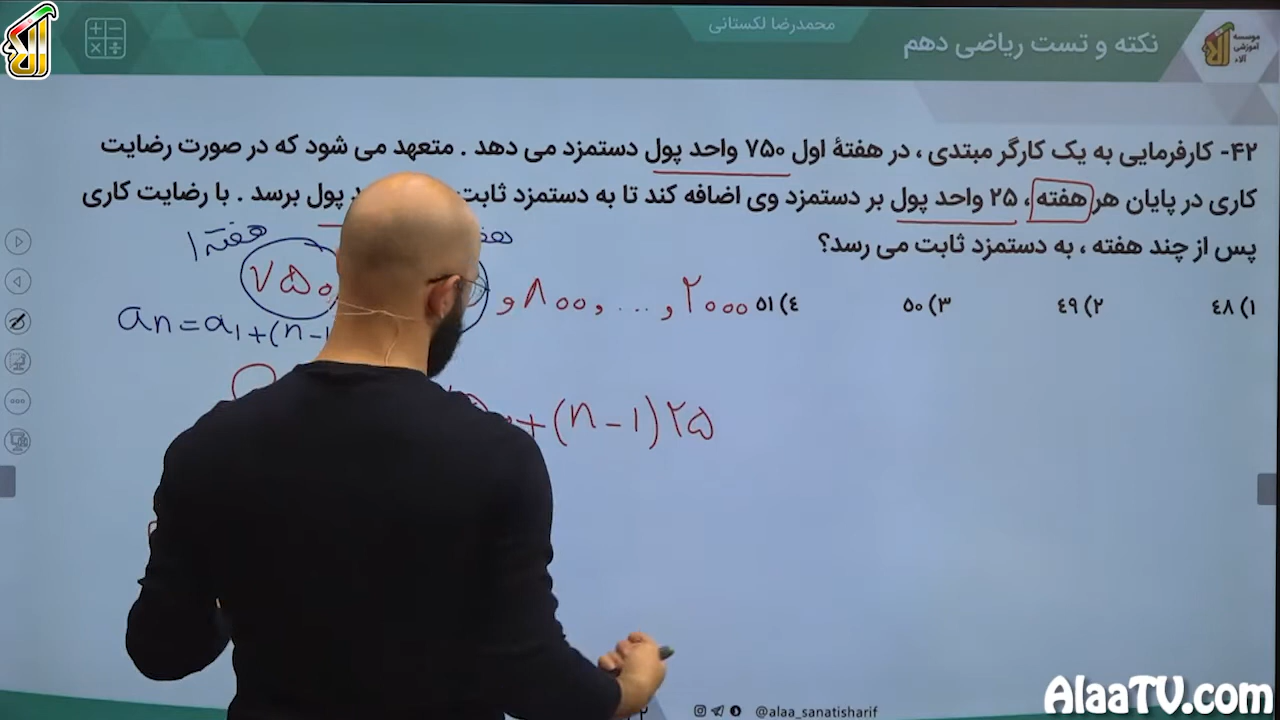 محمدرضا لکستانی
نکته و تست ریاضی دهم
موسسه
آموزشی
آلاء
۴۲- کارفرمایی به یک کارگر مبتدی ، در هفتهٔ اول ۷۵۰ واحد پول دستمزد می دهد . متعهد می شود که در صورت رضایت
کاری در پایان هر هفته ، ۲۵ واحد پول بر دستمزد وی اضافه کند تا به دستمزد ثابت پول برسد . با رضایت کاری
پس از چند هفته ، به دستمزد ثابت می رسد؟
۱) ۴۸ ۲) ۴۹ ۳) ۵۰ ۴) ۵۱
هفته ۱
۷۵۰ و ۸۰۰, ..., ۲۰۰۰
an = a1 + (n-1
+ (n-1)۲۵
@alaa_sanatisharif
AlaaTV.com